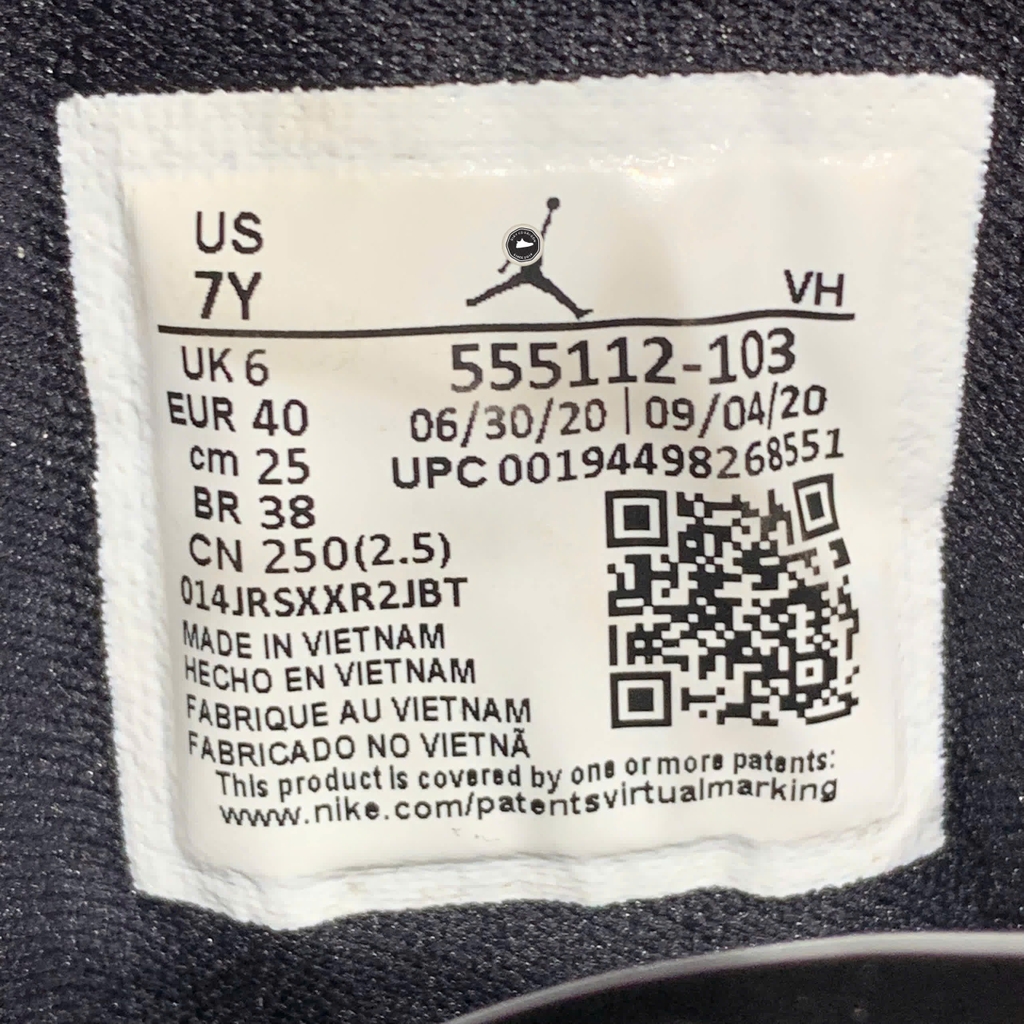 US
7Y
VH
UK 6
555112-103
EUR 40
06/30/20 | 09/04/20
cm 25
UPC 00194498268551
BR 38
CN 250(2.5)
014JRSXXR2JBT
MADE IN VIETNAM
HECHO EN VIETNAM
FABRIQUE AU VIETNAM
FABRICADO NO VIETNÃ
This product is covered by one or more patents:
www.nike.com/patentsvirtualmarking